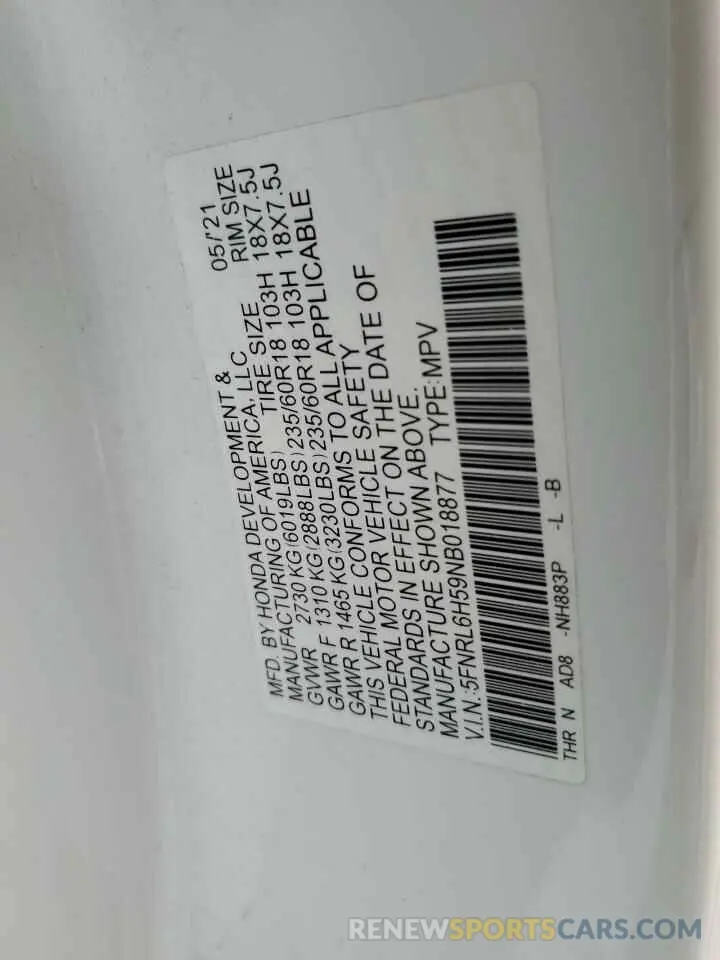 MFD. BY HONDA DEVELOPMENT & 05/'21
MANUFACTURING OF AMERICA, LLC RIM SIZE
GVWR 2730 KG(6019LBS) TIRE SIZE 18X7.5J
GAWR F 1310 KG(2888LBS)235/60R18 103H 18X7.5J
GAWR R 1465 KG(3230LBS)235/60R18 103H
THIS VEHICLE CONFORMS TO ALL APPLICABLE
FEDERAL MOTOR VEHICLE SAFETY
STANDARDS IN EFFECT ON THE DATE OF
MANUFACTURE SHOWN ABOVE.
V.I.N.:5FNRL6H59NB018877 TYPE:MPV
THR N AD8 -NH883P -L -B
RENEWSPORTSCARS.COM